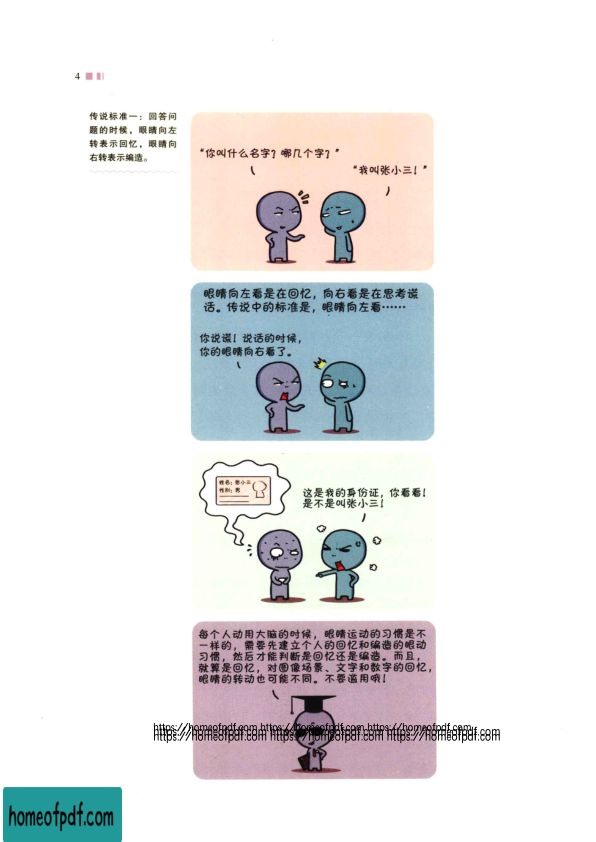 4
传说标准一：回答问
题的时候，眼睛向左
转表示回忆，眼睛向
右转表示编造。
“你叫什么名字？哪几个字？”
“我叫张小三！”
眼睛向左看是在回忆，向右看是在思考谎
话。传说中的标准是，眼睛向左看……
你说谎！说话的时候，
你的眼睛向右看了。
姓名：张小三
性别：男
这是我的身份证，你看看！
是不是叫张小三！
每个人动用大脑的时候，眼睛运动的习惯是不
一样的，需要先建立个人的回忆和编造的眼动
习惯，然后才能判断是回忆还是编造。而且，
就算是回忆，对图像场景、文字和数字的回忆，
眼睛的转动也可能不同。不要滥用哦！
https://homeofpdf.com https://homeofpdf.com https://homeofpdf.com
https://homeofpdf.com https://homeofpdf.com https://homeofpdf.com
homeofpdf.com